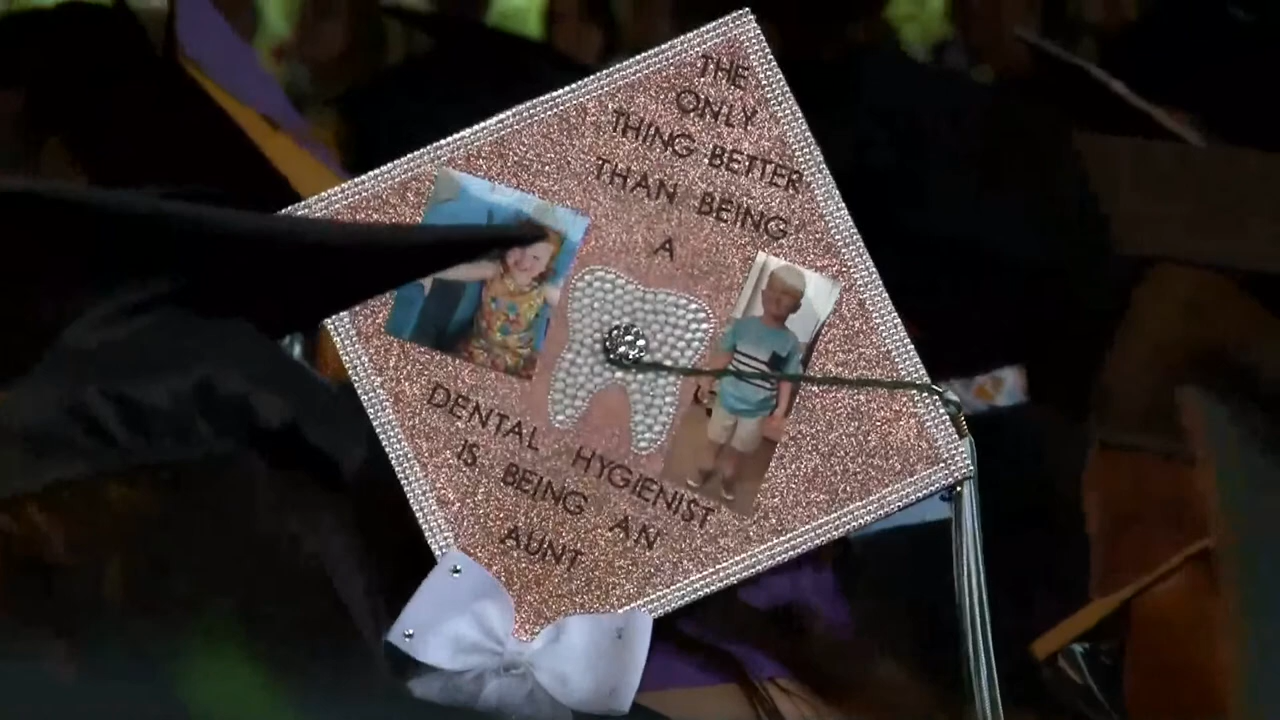 THE
ONLY
THING BETTER
THAN BEING
A
DENTAL HYGIENIST
IS BEING AN
AUNT